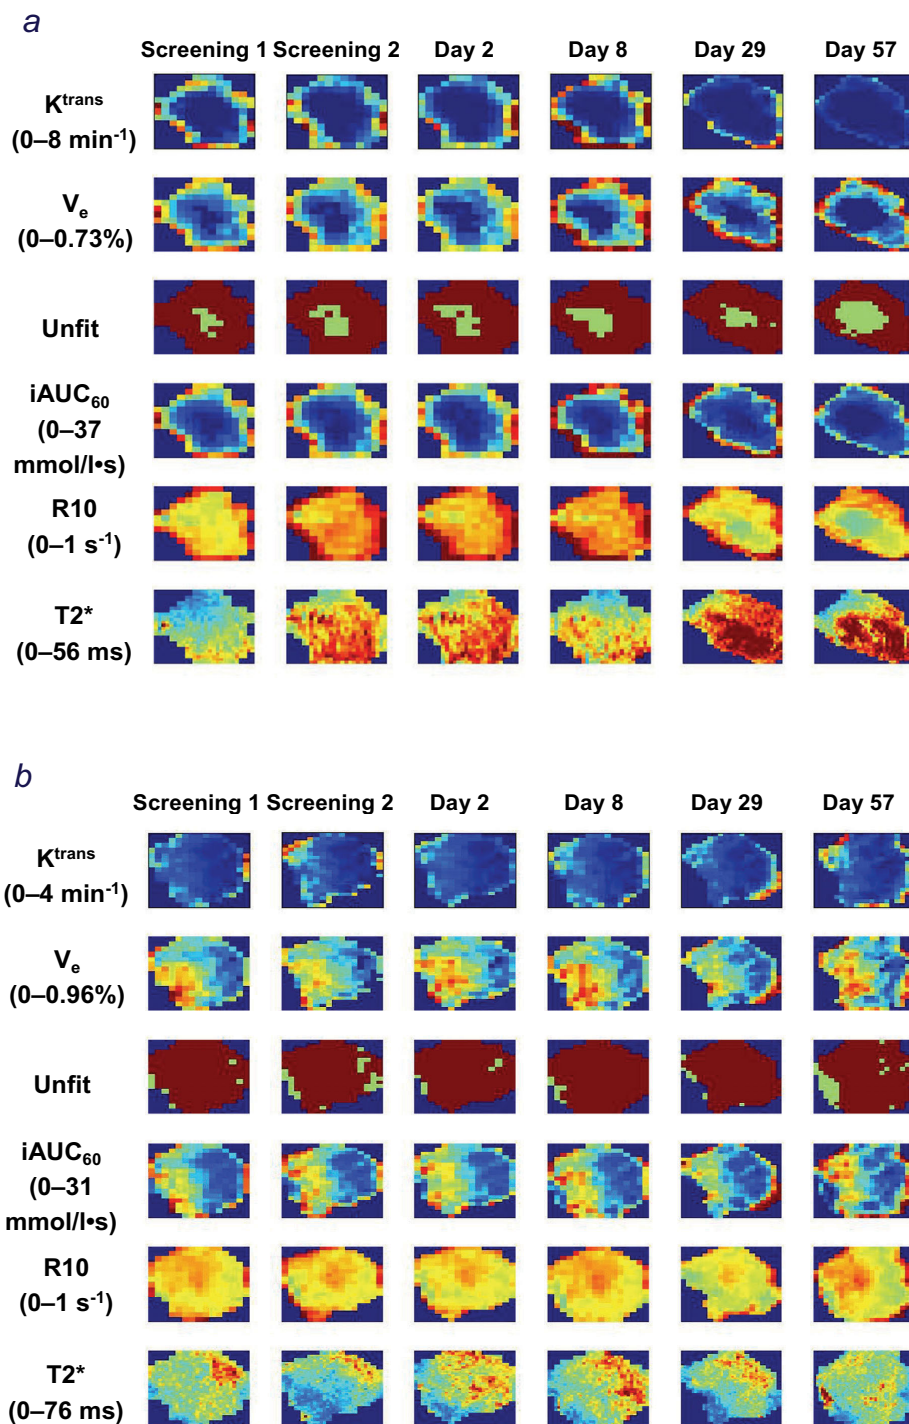 a
Screening 1 Screening 2 Day 2 Day 8 Day 29 Day 57
Kᵗʳᵃⁿˢ
(0–8 min⁻¹)
Vₑ
(0–0.73%)
Unfit
iAUC₆₀
(0–37
mmol/l•s)
R10
(0–1 s⁻¹)
T2*
(0–56 ms)
b
Screening 1 Screening 2 Day 2 Day 8 Day 29 Day 57
Kᵗʳᵃⁿˢ
(0–4 min⁻¹)
Vₑ
(0–0.96%)
Unfit
iAUC₆₀
(0–31
mmol/l•s)
R10
(0–1 s⁻¹)
T2*
(0–76 ms)